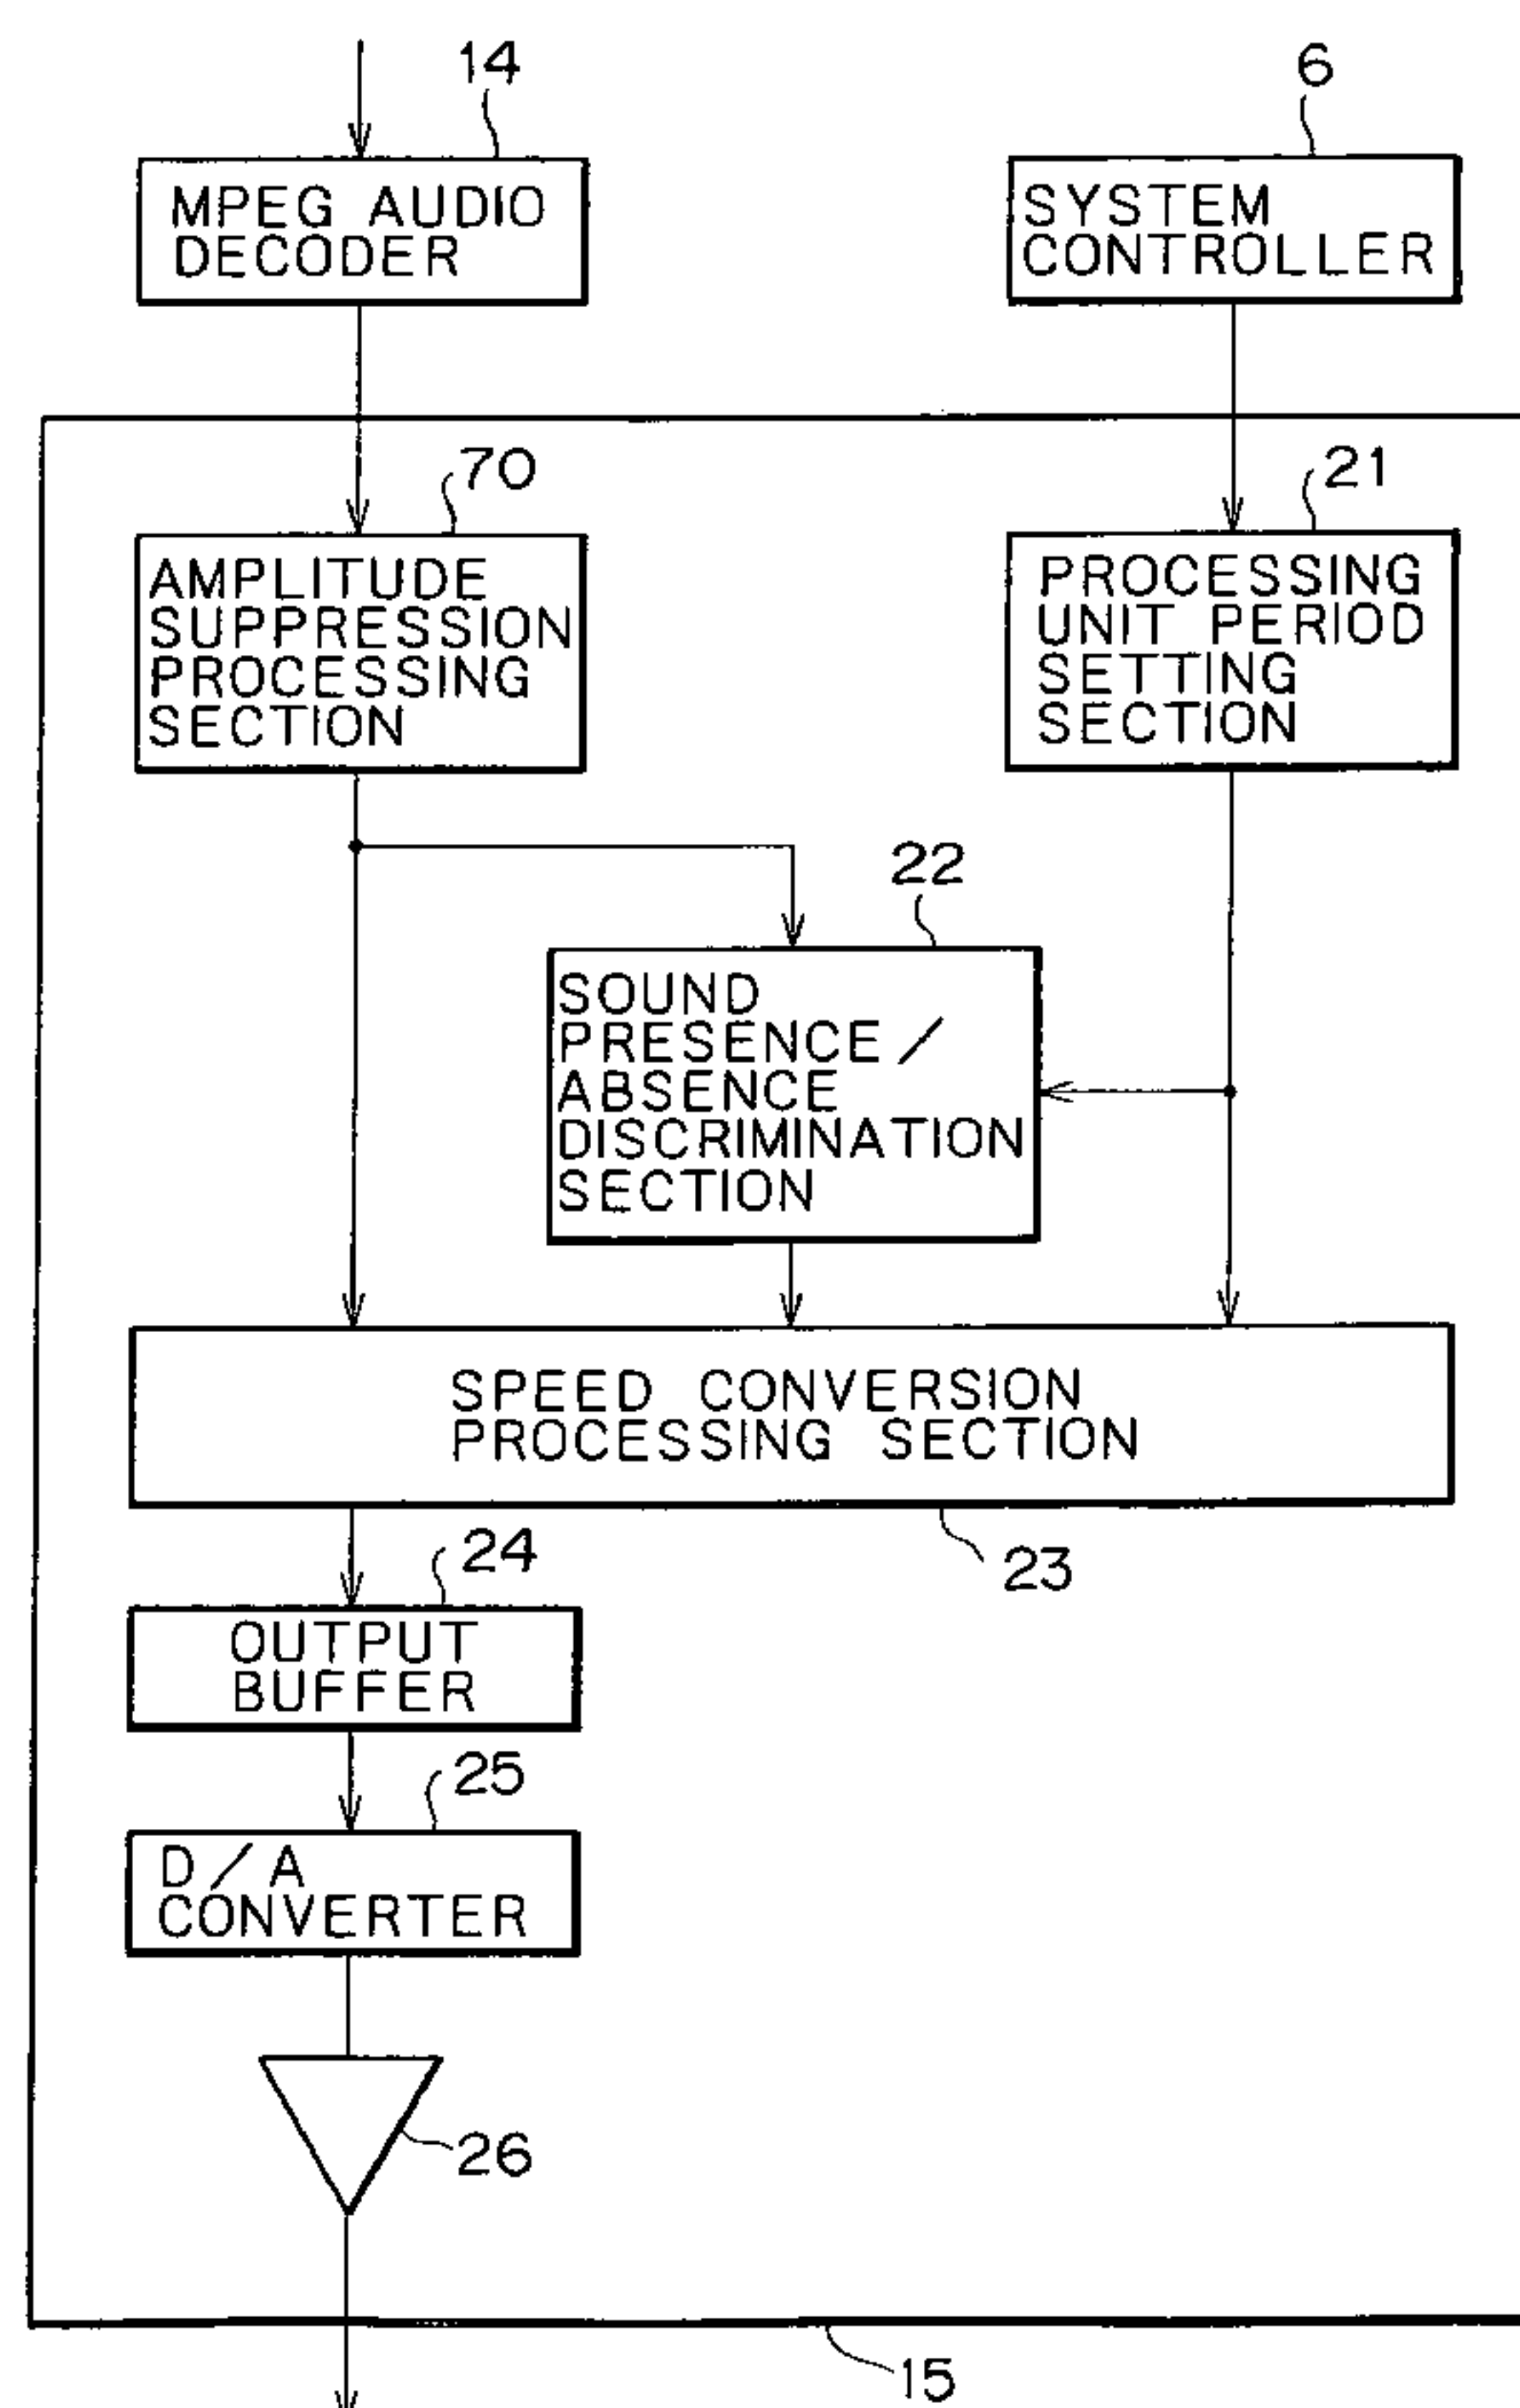 14
6
MPEG AUDIO
DECODER
SYSTEM
CONTROLLER
70
21
AMPLITUDE
SUPPRESSION
PROCESSING
SECTION
PROCESSING
UNIT PERIOD
SETTING
SECTION
22
SOUND
PRESENCE/
ABSENCE
DISCRIMINATION
SECTION
SPEED CONVERSION
PROCESSING SECTION
23
24
OUTPUT
BUFFER
25
D/A
CONVERTER
26
15